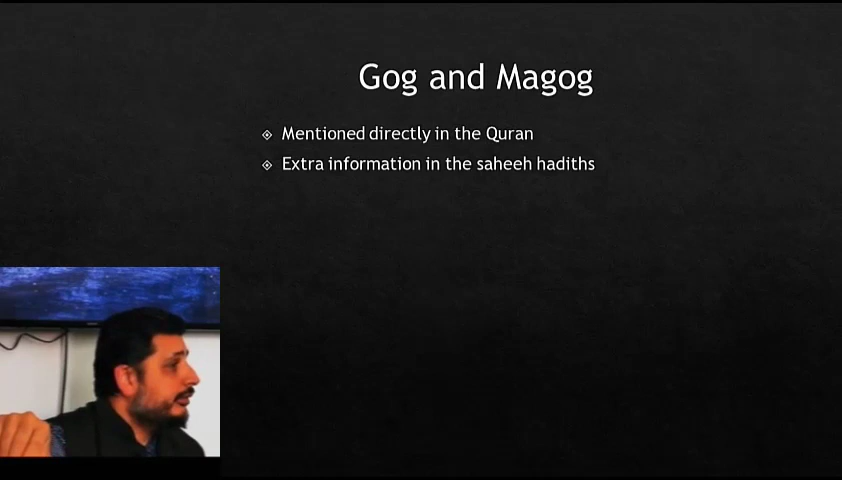 Gog and Magog
Mentioned directly in the Quran
Extra information in the saheeh hadiths